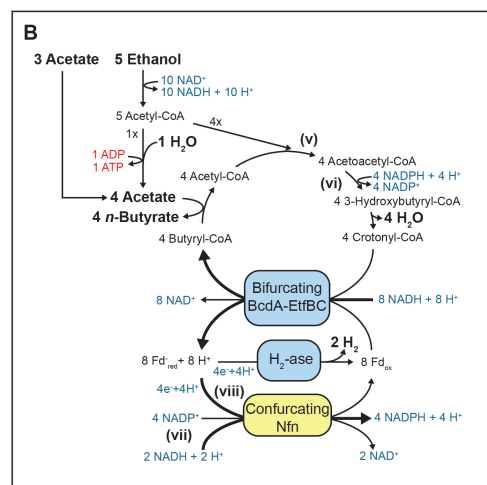 B
3 Acetate 5 Ethanol
10 NAD⁺
10 NADH + 10 H⁺
5 Acetyl-CoA
4x
1x
1 H₂O
(v)
1 ADP
1 ATP
4 Acetyl-CoA
4 Acetoacetyl-CoA
(vi)
4 NADPH + 4 H⁺
4 NADP⁺
4 Acetate
4 n-Butyrate
4 3-Hydroxybutyryl-CoA
4 H₂O
4 Butyryl-CoA
4 Crotonyl-CoA
Bifurcating
BcdA-EtfBC
8 NAD⁺
8 NADH + 8 H⁺
2 H₂
8 Fd⁻red + 8 H⁺
H₂-ase
8 Fdox
4e⁻+4H⁺
4e⁻+4H⁺
(viii)
4 NADP⁺
Confurcating
Nfn
4 NADPH + 4 H⁺
(vii)
2 NADH + 2 H⁺
2 NAD⁺